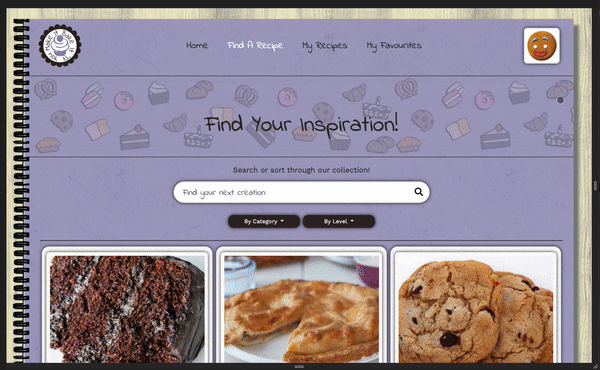 Home Find A Recipe My Recipes My Favourites
Find Your Inspiration!
Search or sort through our collection!
Find your next creation
By Category By Level